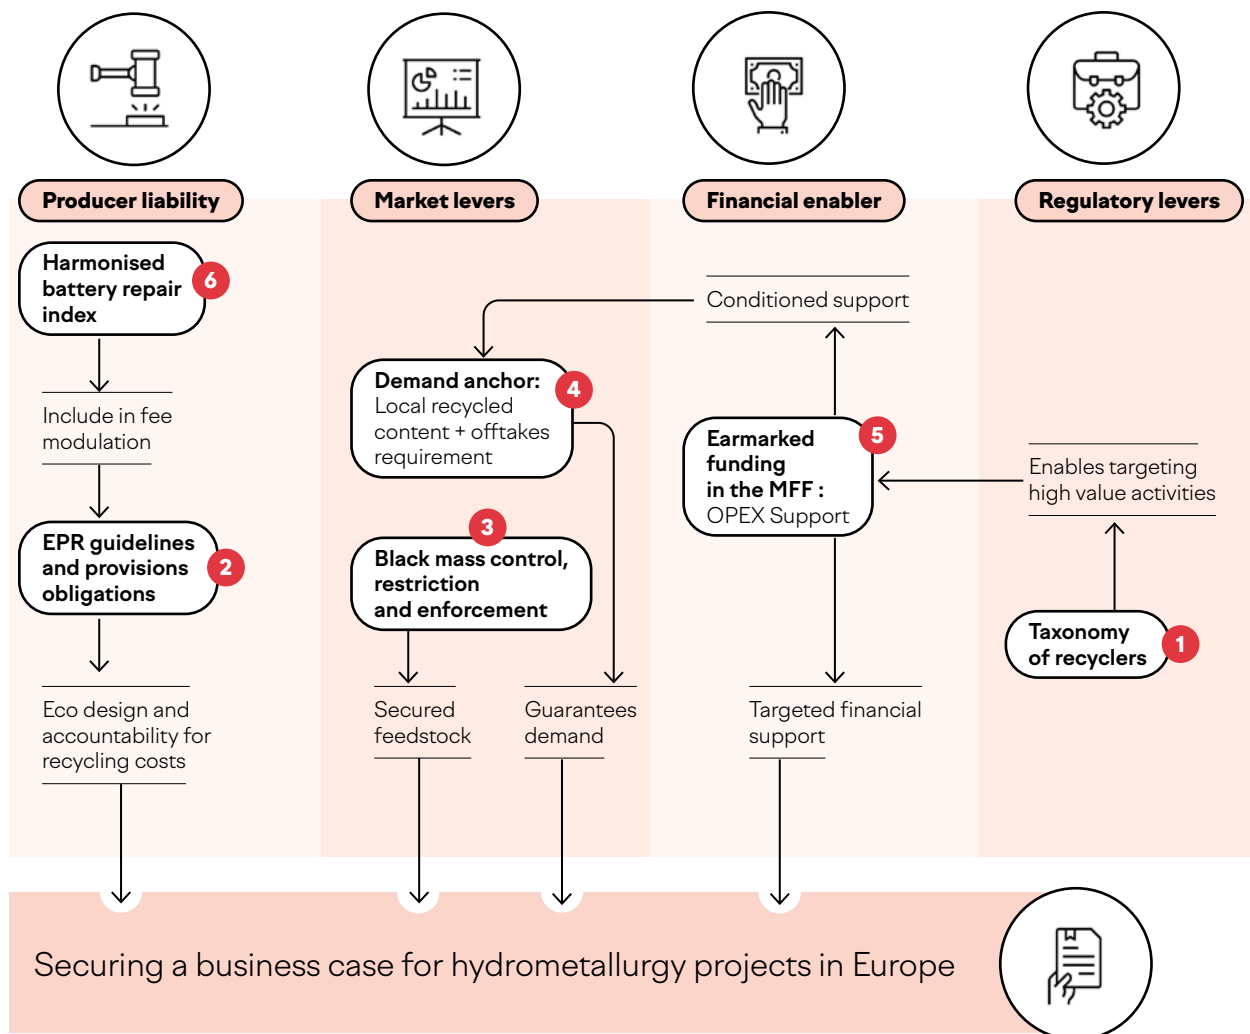 Producer liability
Market levers
Financial enabler
Regulatory levers
Harmonised
battery repair
index
6
Include in fee
modulation
EPR guidelines
and provisions
obligations
2
Eco design and
accountability for
recycling costs
Demand anchor:
Local recycled
content + offtakes
requirement
4
3
Black mass control,
restriction
and enforcement
Secured
feedstock
Guarantees
demand
Conditioned support
Earmarked
funding
in the MFF :
OPEX Support
5
Targeted financial
support
Enables targeting
high value activities
Taxonomy
of recyclers
1
Securing a business case for hydrometallurgy projects in Europe